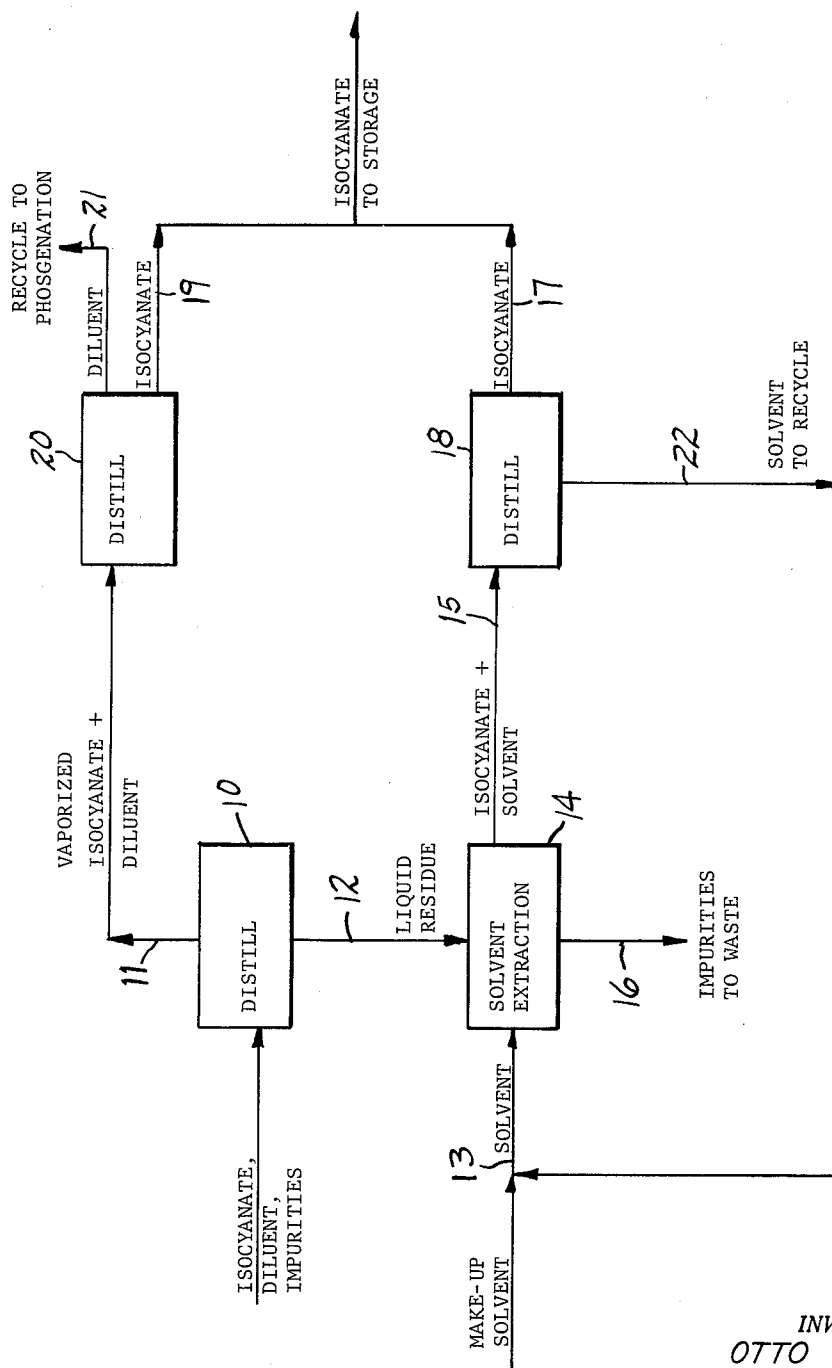 RECYCLE TO
PHOSGENATION
21
DILUENT
ISOCYANATE
19
20
DISTILL
VAPORIZED
ISOCYANATE +
DILUENT
11
10
DISTILL
ISOCYANATE,
DILUENT,
IMPURITIES
12
LIQUID
RESIDUE
ISOCYANATE
TO STORAGE
ISOCYANATE
17
18
DISTILL
15
ISOCYANATE +
SOLVENT
14
SOLVENT
EXTRACTION
13
SOLVENT
MAKE-UP
SOLVENT
16
IMPURITIES
TO WASTE
22
SOLVENT
TO RECYCLE
INV
OTTO